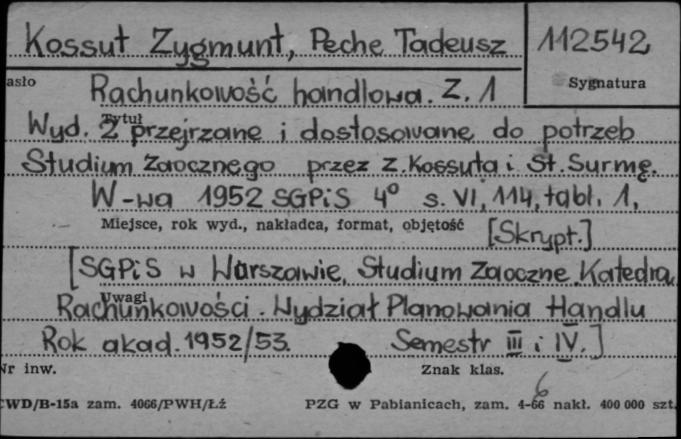 Kossut Zygmunt, Peche Tadeusz
112542
asło
Sygnatura
Rachunkowość handlowa. Z. 1
Tytuł
Wyd. 2 przejrzane i dostosowane do potrzeb
Studium Zaocznego przez Z. Kossuta i St. Surmę.
W-wa 1952 SGPiS 4° s. VI, 114, tabl. 1,
Miejsce, rok wyd., nakładca, format, objętość
[Skrypt.]
[SGPiS w Warszawie, Studium Zaoczne. Katedra
Uwagi
Rachunkowości. Wydział Planowania Handlu
Rok akad. 1952/53. Semestr III i IV.]
Nr inw.
Znak klas.
6
CWD/B-15a zam. 4066/PWH/Łż
PZG w Pabianicach, zam. 4-66 nakł. 400 000 szt.